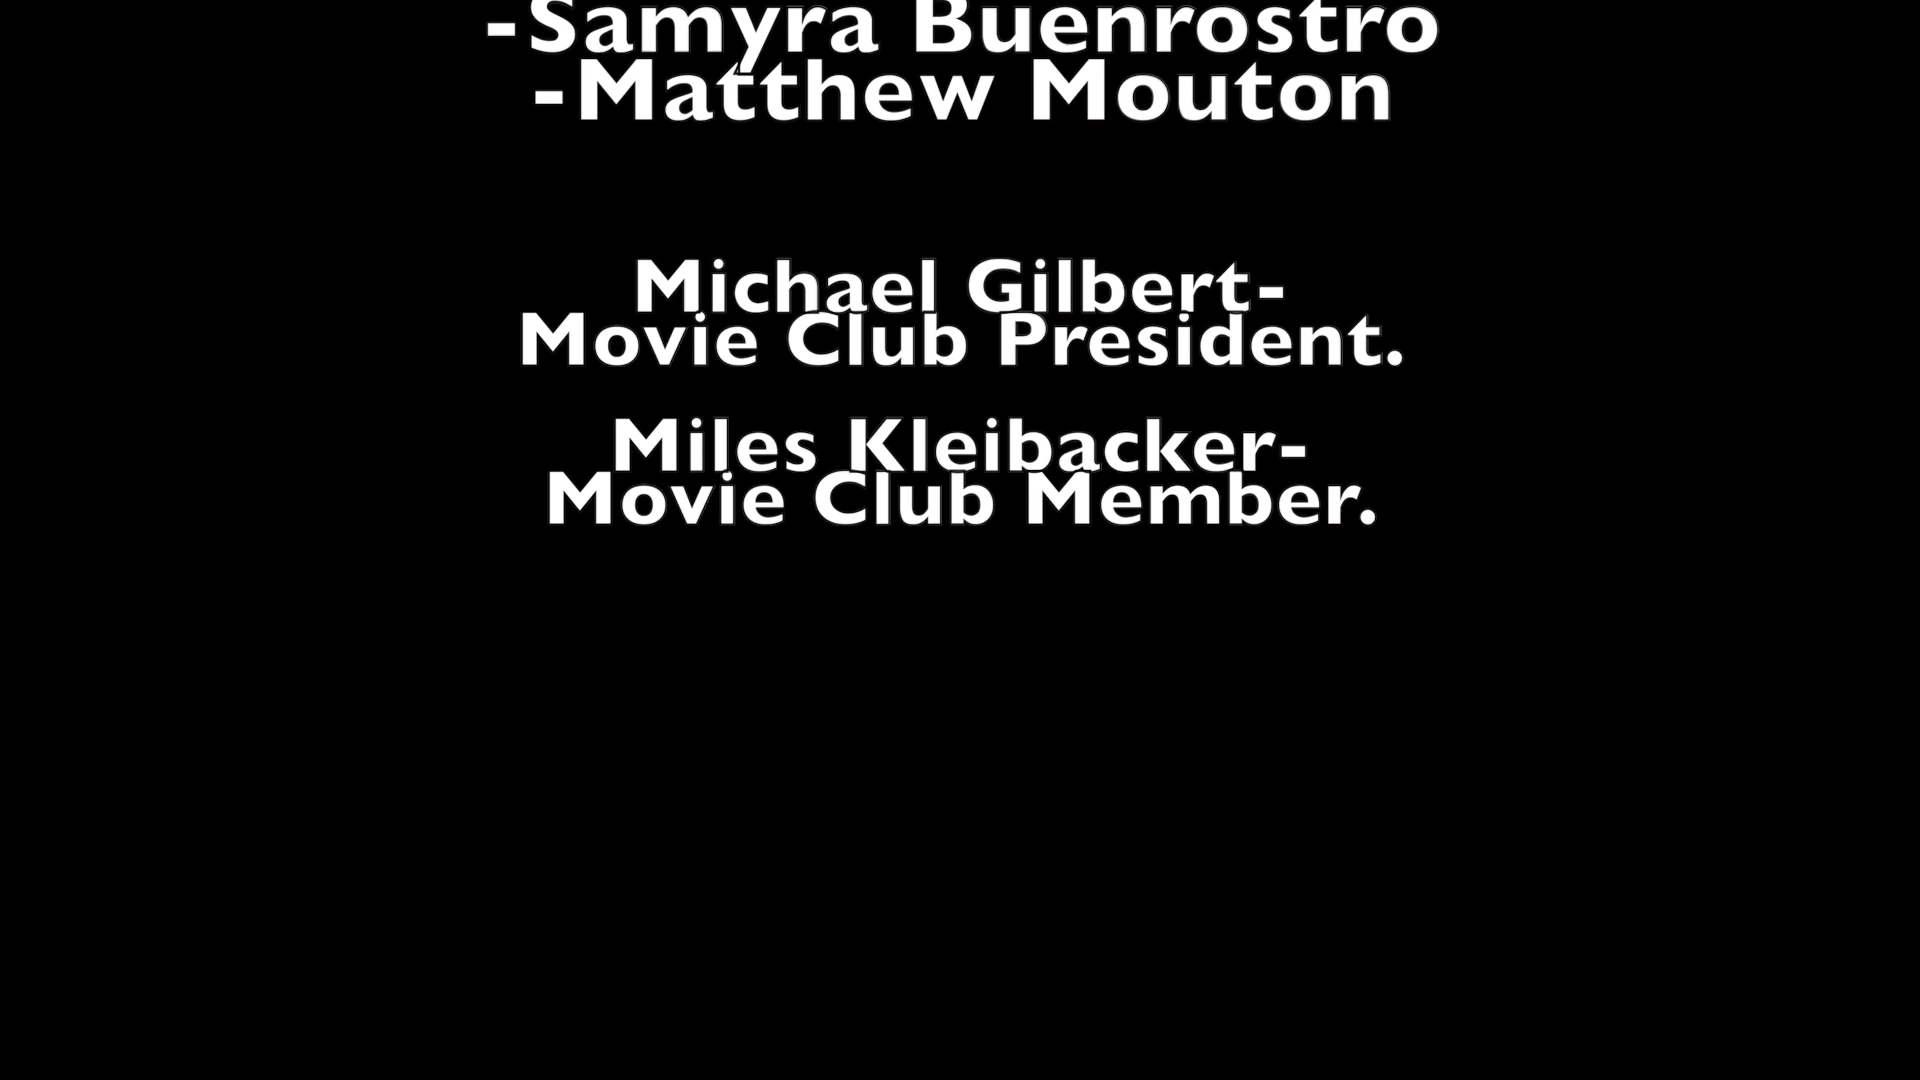 -Samyra Buenrostro
-Matthew Mouton
Michael Gilbert-
Movie Club President.
Miles Kleibacker-
Movie Club Member.